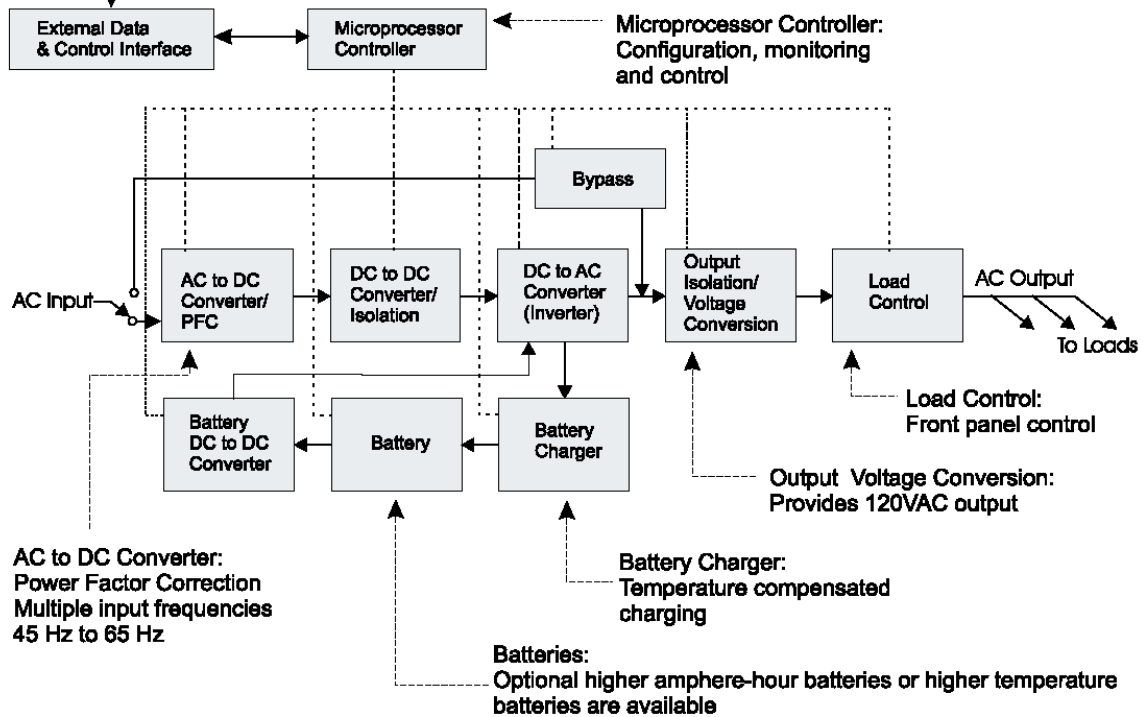 External Data
& Control Interface
Microprocessor
Controller
Microprocessor Controller:
Configuration, monitoring
and control
Bypass
AC Input
AC to DC
Converter/
PFC
DC to DC
Converter/
Isolation
DC to AC
Converter
(Inverter)
Output
Isolation/
Voltage
Conversion
Load
Control
AC Output
To Loads
Battery
DC to DC
Converter
Battery
Battery
Charger
Load Control:
Front panel control
Output Voltage Conversion:
Provides 120VAC output
AC to DC Converter:
Power Factor Correction
Multiple input frequencies
45 Hz to 65 Hz
Battery Charger:
Temperature compensated
charging
Batteries:
Optional higher amphere-hour batteries or higher temperature
batteries are available